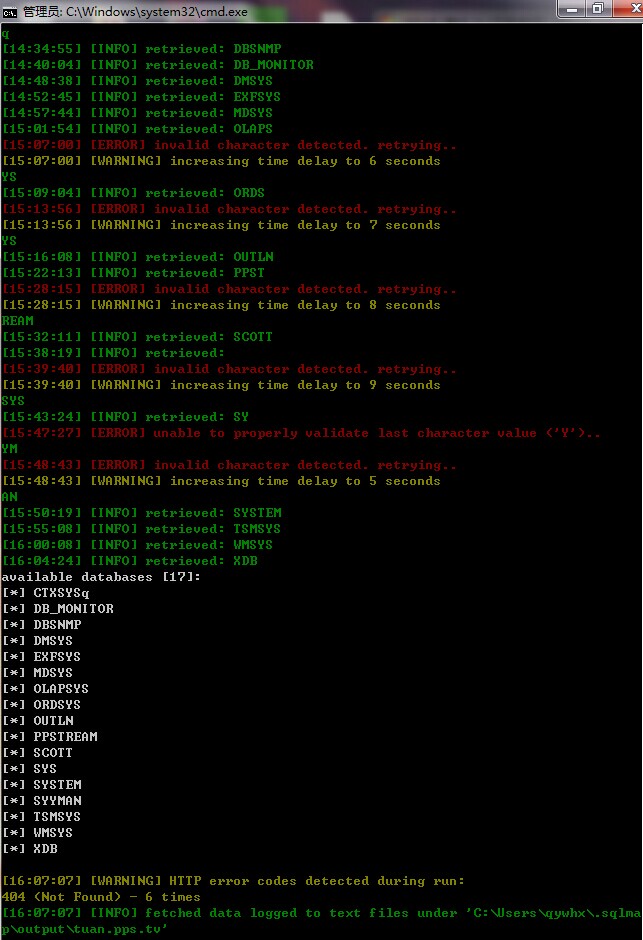 管理员: C:\Windows\system32\cmd.exe
q
[14:34:55] [INFO] retrieved: DBSNMP
[14:40:04] [INFO] retrieved: DB_MONITOR
[14:48:38] [INFO] retrieved: DMSYS
[14:52:45] [INFO] retrieved: EXFSYS
[14:57:44] [INFO] retrieved: MDSYS
[15:01:54] [INFO] retrieved: OLAPS
[15:07:00] [ERROR] invalid character detected. retrying..
[15:07:00] [WARNING] increasing time delay to 6 seconds
YS
[15:09:04] [INFO] retrieved: ORDS
[15:13:56] [ERROR] invalid character detected. retrying..
[15:13:56] [WARNING] increasing time delay to 7 seconds
YS
[15:16:08] [INFO] retrieved: OUTLN
[15:22:13] [INFO] retrieved: PPST
[15:28:15] [ERROR] invalid character detected. retrying..
[15:28:15] [WARNING] increasing time delay to 8 seconds
REAM
[15:32:11] [INFO] retrieved: SCOTT
[15:38:19] [INFO] retrieved:
[15:39:40] [ERROR] invalid character detected. retrying..
[15:39:40] [WARNING] increasing time delay to 9 seconds
SYS
[15:43:24] [INFO] retrieved: SY
[15:47:27] [ERROR] unable to properly validate last character value ('Y')..
YM
[15:48:43] [ERROR] invalid character detected. retrying..
[15:48:43] [WARNING] increasing time delay to 5 seconds
AN
[15:50:19] [INFO] retrieved: SYSTEM
[15:55:08] [INFO] retrieved: TSMSYS
[16:00:08] [INFO] retrieved: WMSYS
[16:04:24] [INFO] retrieved: XDB
available databases [17]:
[*] CTXSYSq
[*] DB_MONITOR
[*] DBSNMP
[*] DMSYS
[*] EXFSYS
[*] MDSYS
[*] OLAPSYS
[*] ORDSYS
[*] OUTLN
[*] PPSTREAM
[*] SCOTT
[*] SYS
[*] SYSTEM
[*] SYYMAN
[*] TSMSYS
[*] WMSYS
[*] XDB
[16:07:07] [WARNING] HTTP error codes detected during run:
404 (Not Found) - 6 times
[16:07:07] [INFO] fetched data logged to text files under 'C:\Users\qywhx\.sqlma
p\output\tuan.pps.tv'